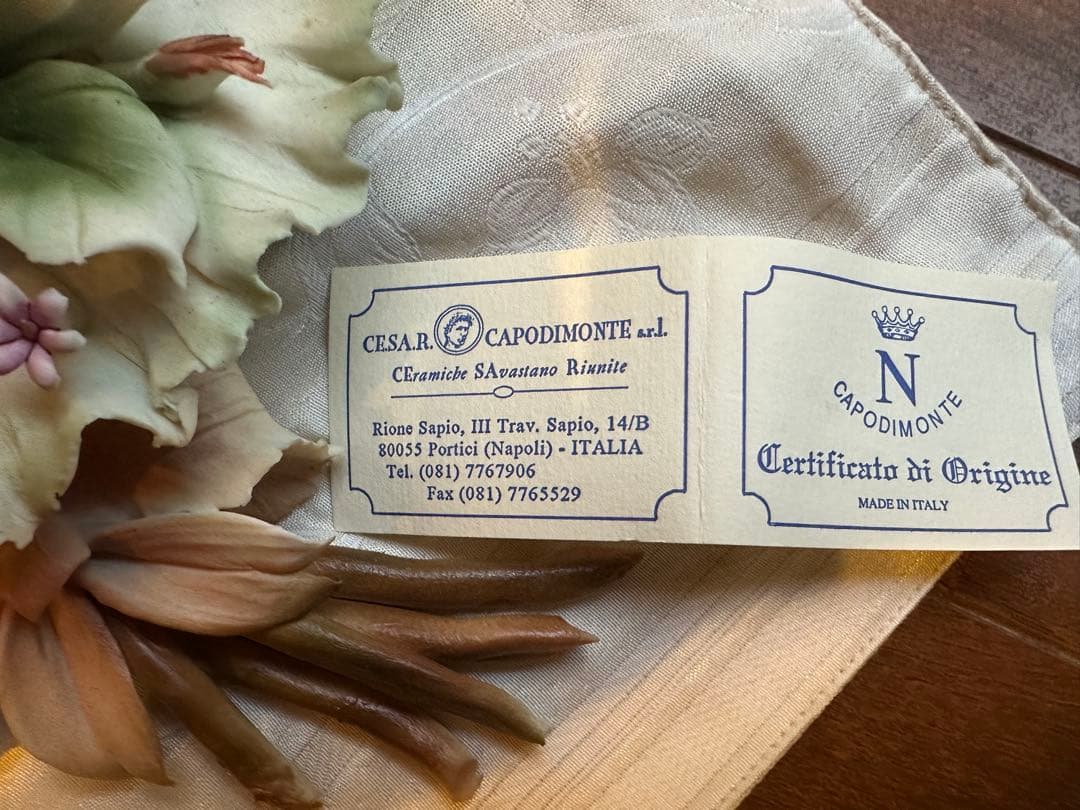 CE.SA.R. CAPODIMONTE s.r.l.
CEramiche SAvastano Riunite
Rione Sapio, III Trav. Sapio, 14/B
80055 Portici (Napoli) - ITALIA
Tel. (081) 7767906
Fax (081) 7765529
N
CAPODIMONTE
Certificato di Origine
MADE IN ITALY